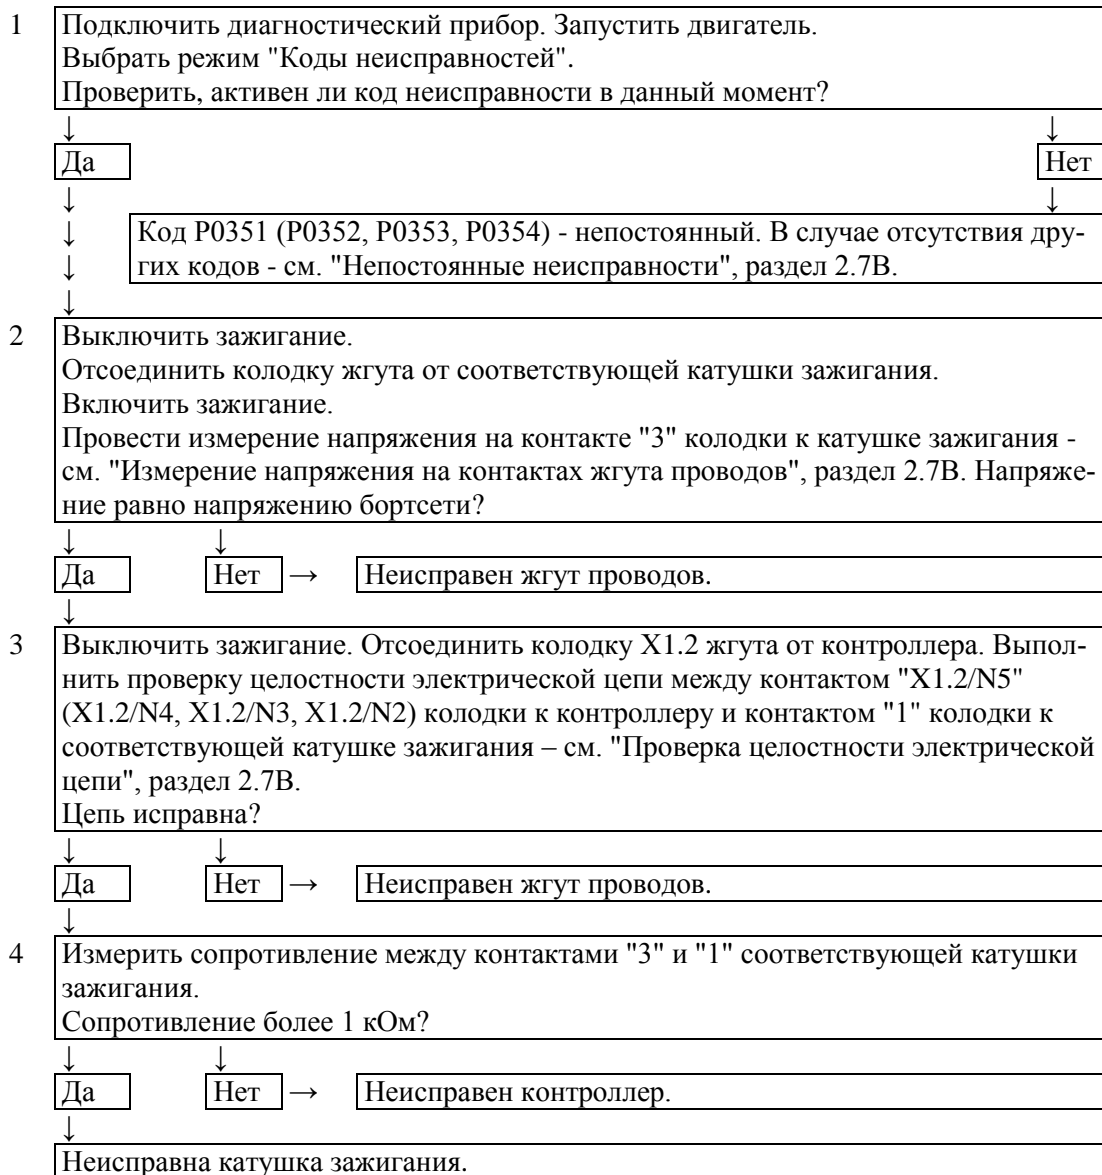 1 Подключить диагностический прибор. Запустить двигатель.
Выбрать режим "Коды неисправностей".
Проверить, активен ли код неисправности в данный момент?
↓ ↓
Да Нет
↓ ↓
↓ Код P0351 (P0352, P0353, P0354) - непостоянный. В случае отсутствия дру-
↓ гих кодов - см. "Непостоянные неисправности", раздел 2.7В.
↓
2 Выключить зажигание.
Отсоединить колодку жгута от соответствующей катушки зажигания.
Включить зажигание.
Провести измерение напряжения на контакте "3" колодки к катушке зажигания -
см. "Измерение напряжения на контактах жгута проводов", раздел 2.7В. Напряже-
ние равно напряжению бортсети?
↓ ↓
Да Нет → Неисправен жгут проводов.
↓
3 Выключить зажигание. Отсоединить колодку X1.2 жгута от контроллера. Выпол-
нить проверку целостности электрической цепи между контактом "X1.2/N5"
(X1.2/N4, X1.2/N3, X1.2/N2) колодки к контроллеру и контактом "1" колодки к
соответствующей катушке зажигания – см. "Проверка целостности электрической
цепи", раздел 2.7В.
Цепь исправна?
↓ ↓
Да Нет → Неисправен жгут проводов.
↓
4 Измерить сопротивление между контактами "3" и "1" соответствующей катушки
зажигания.
Сопротивление более 1 кОм?
↓ ↓
Да Нет → Неисправен контроллер.
↓
Неисправна катушка зажигания.